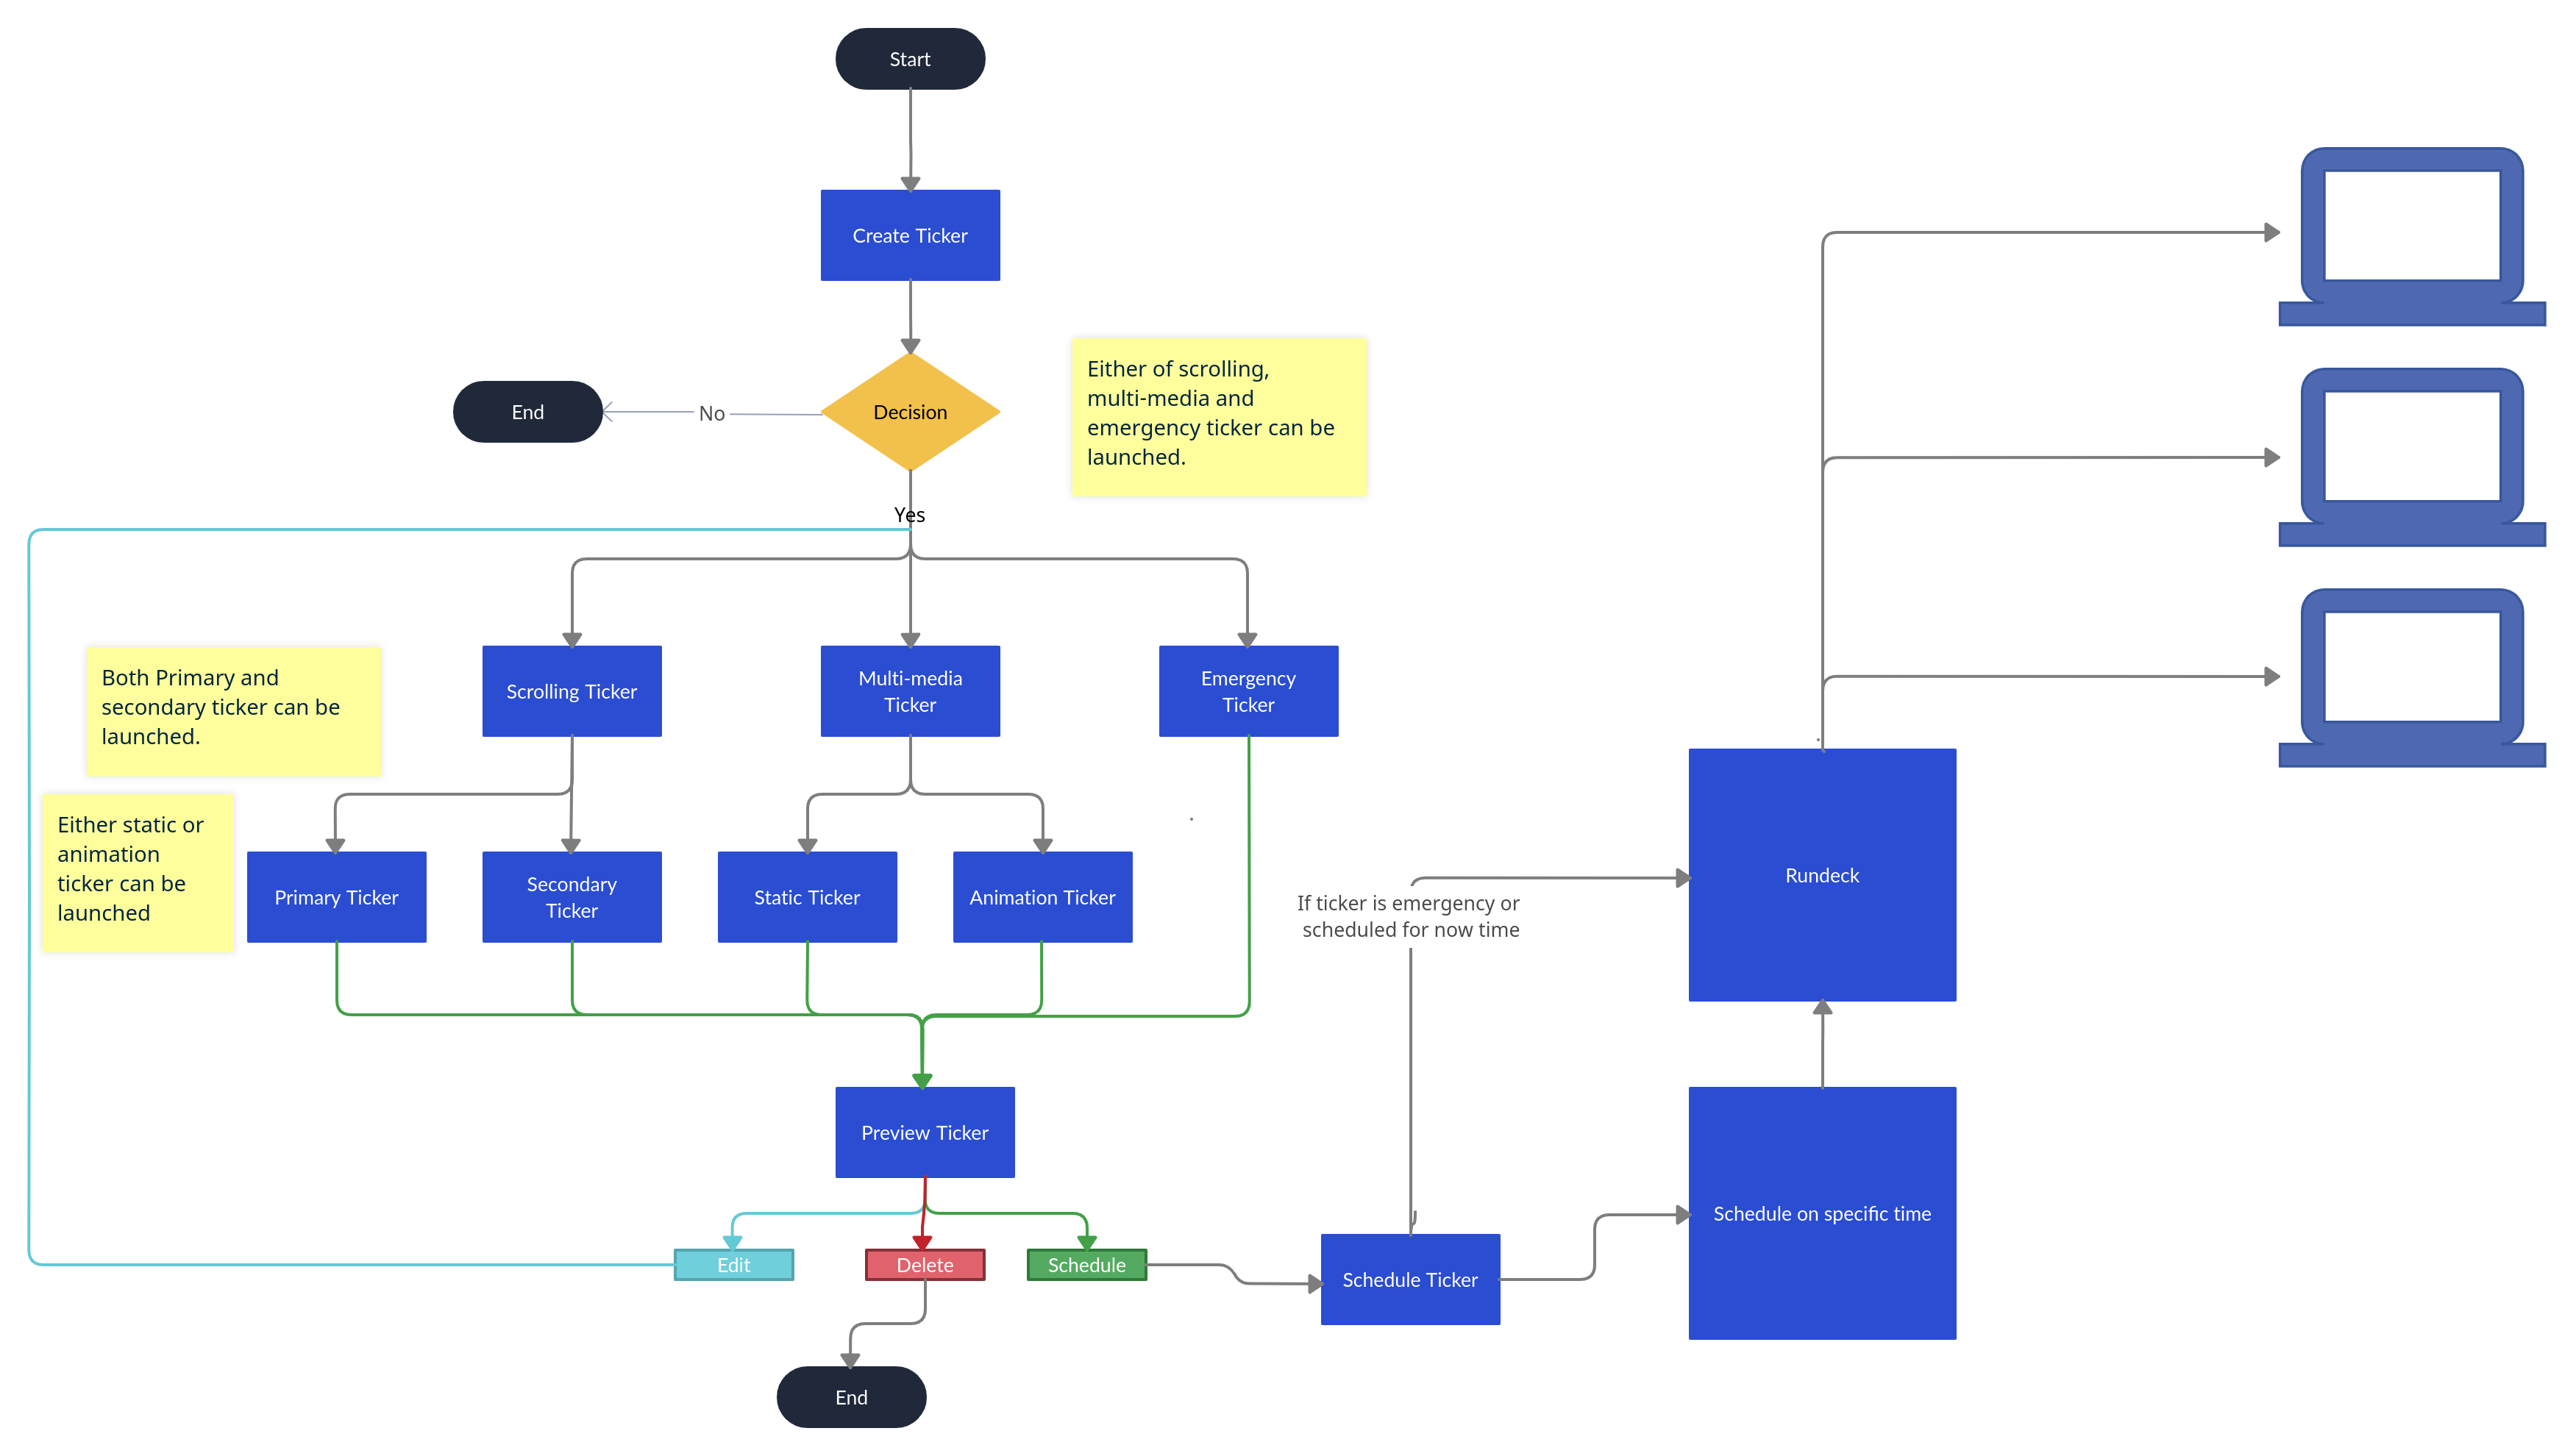 Start
Create Ticker
Decision
No
End
Either of scrolling,
multi-media and
emergency ticker can be
launched.
Yes
Scrolling Ticker
Multi-media
Ticker
Emergency
Ticker
Both Primary and
secondary ticker can be
launched.
Either static or
animation
ticker can be
launched
Primary Ticker
Secondary
Ticker
Static Ticker
Animation Ticker
If ticker is emergency or
scheduled for now time
Rundeck
Preview Ticker
Schedule on specific time
Edit
Delete
Schedule
Schedule Ticker
End